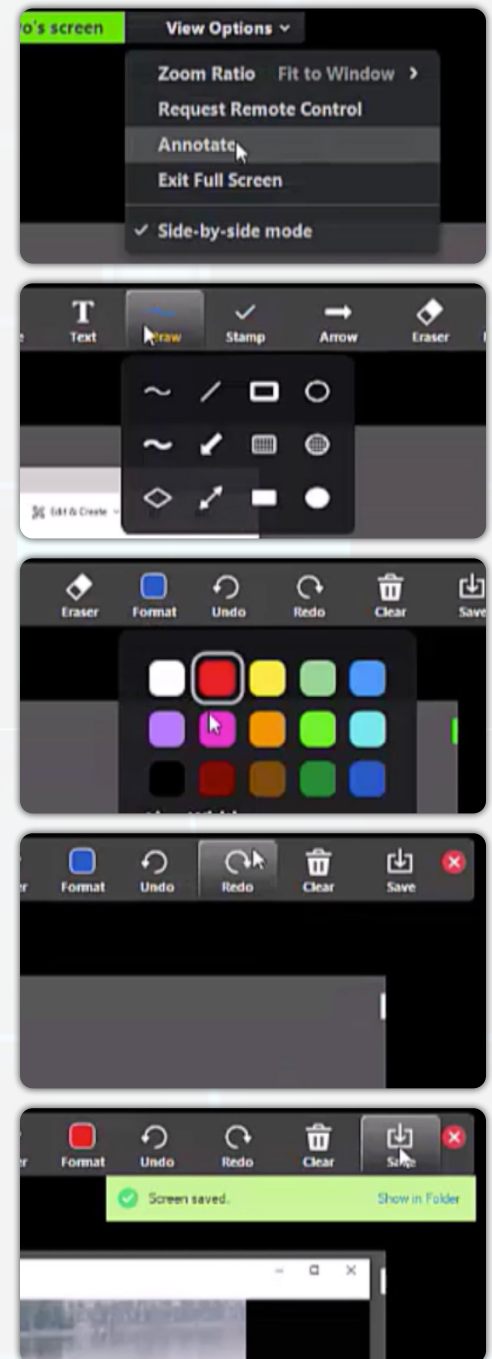 o's screen View Options
Zoom Ratio Fit to Window
Request Remote Control
Annotate
Exit Full Screen
Side-by-side mode
Text Draw Stamp Arrow Eraser
Edit & Create
Eraser Format Undo Redo Clear Save
r Format Undo Redo Clear Save
r Format Undo Redo Clear Save
Screen saved. Show in Folder